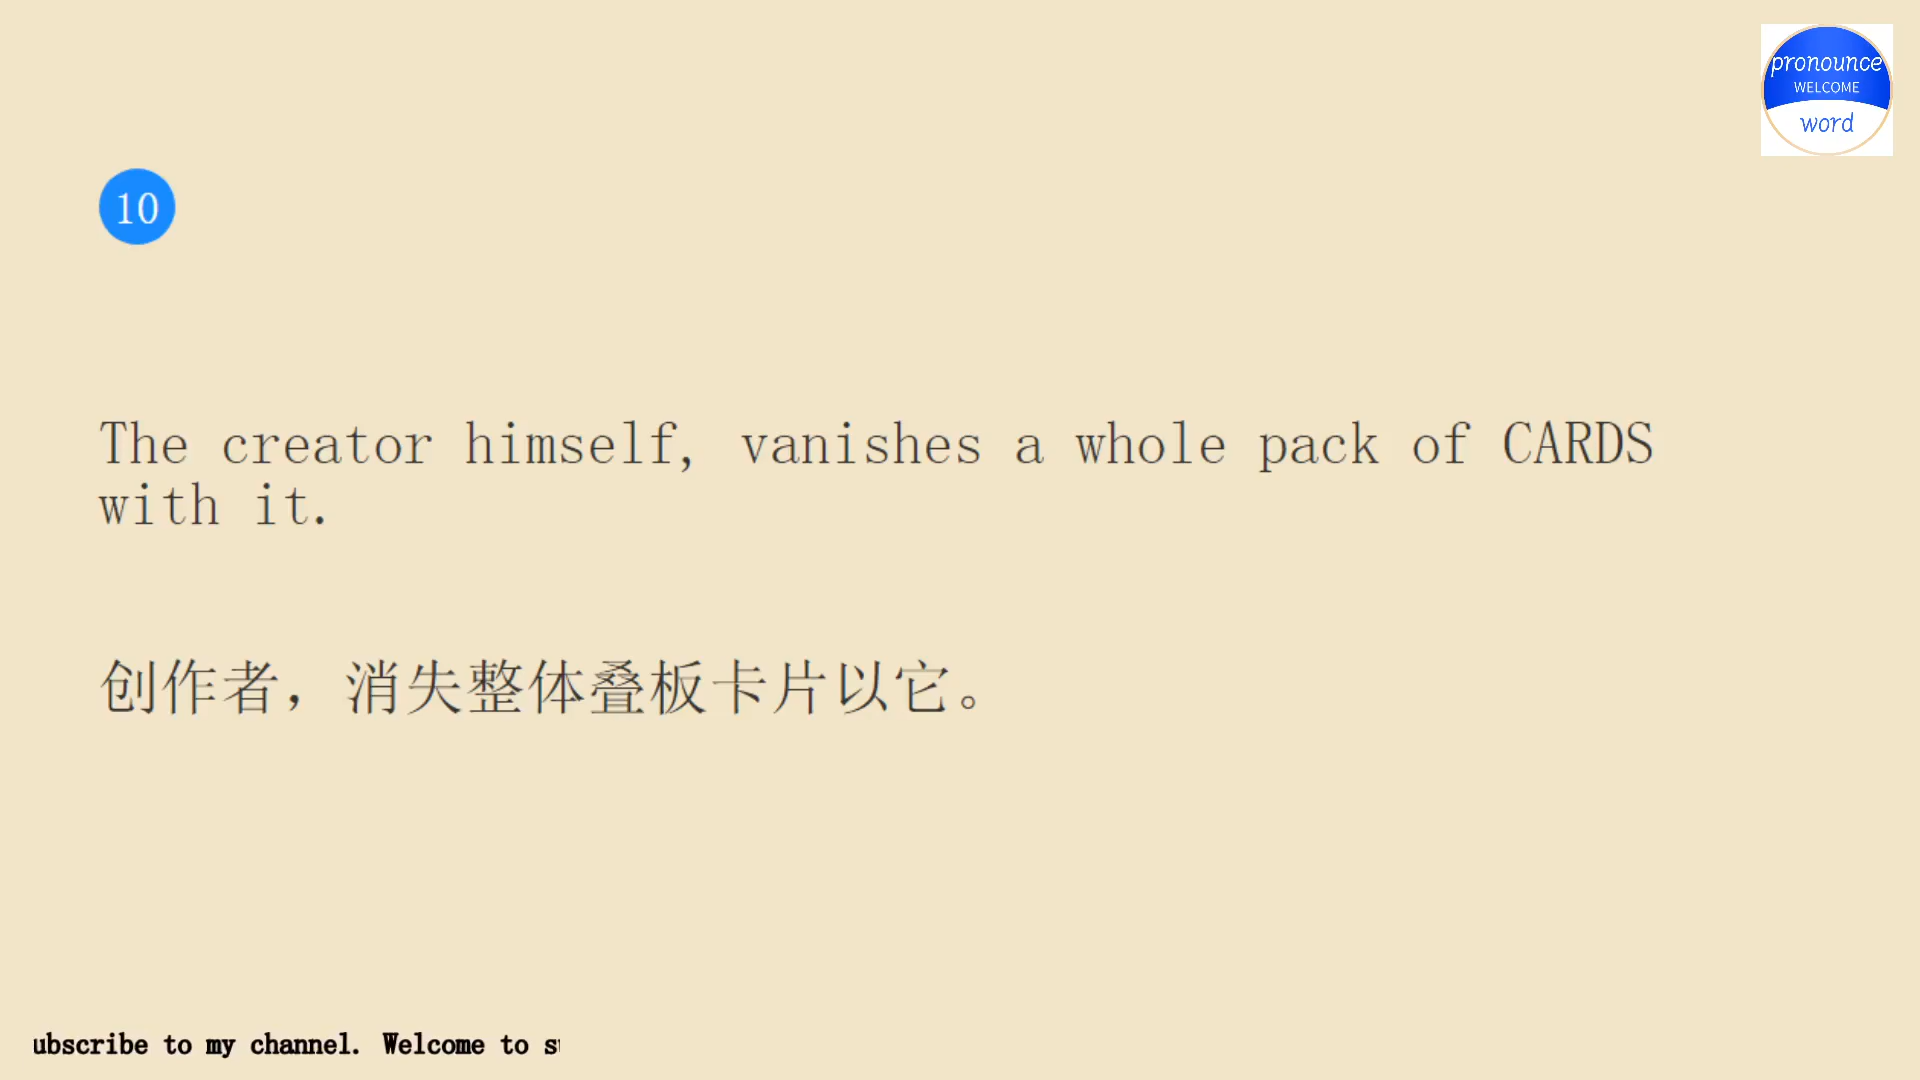 pronounce
WELCOME
word
10
The creator himself, vanishes a whole pack of CARDS
with it.
创作者，消失整体叠板卡片以它。
ubscribe to my channel. Welcome to s